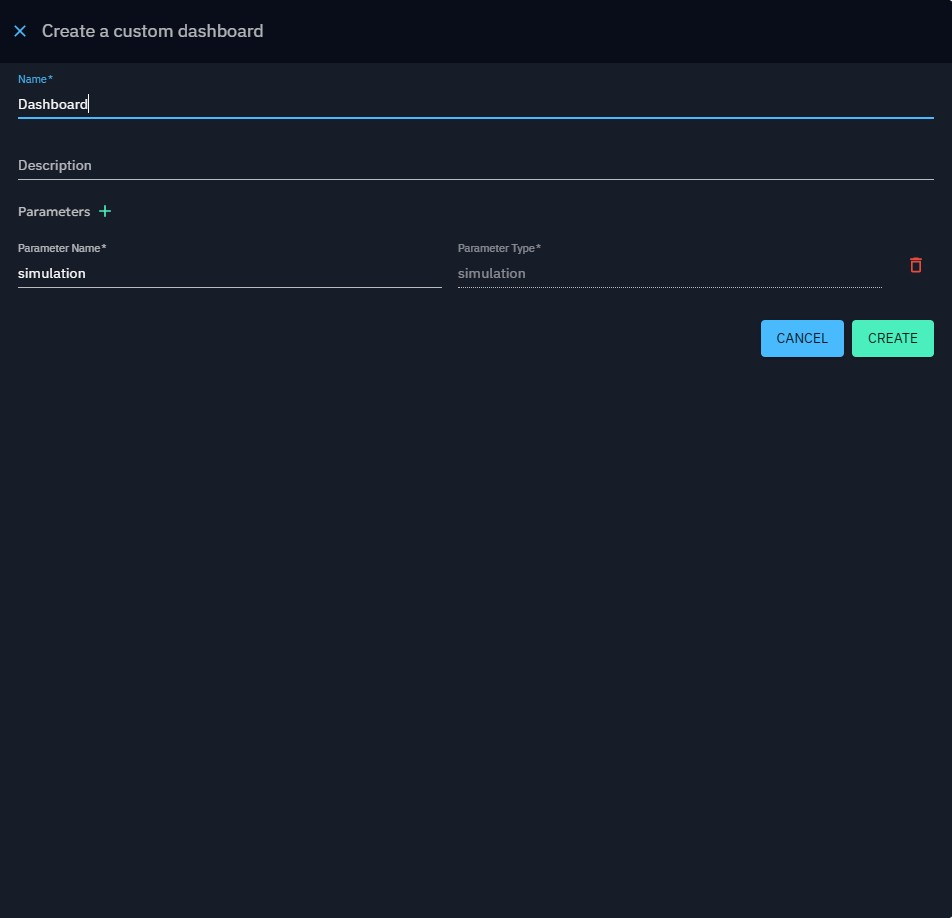 Create a custom dashboard
Name*
Dashboard
Description
Parameters
Parameter Name* Parameter Type*
simulation simulation
CANCEL CREATE